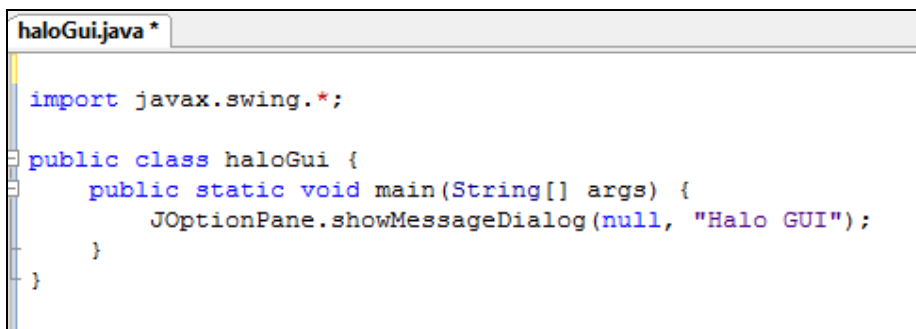 haloGui.java *
import javax.swing.*;
public class haloGui {
    public static void main(String[] args) {
        JOptionPane.showMessageDialog(null, "Halo GUI");
    }
}